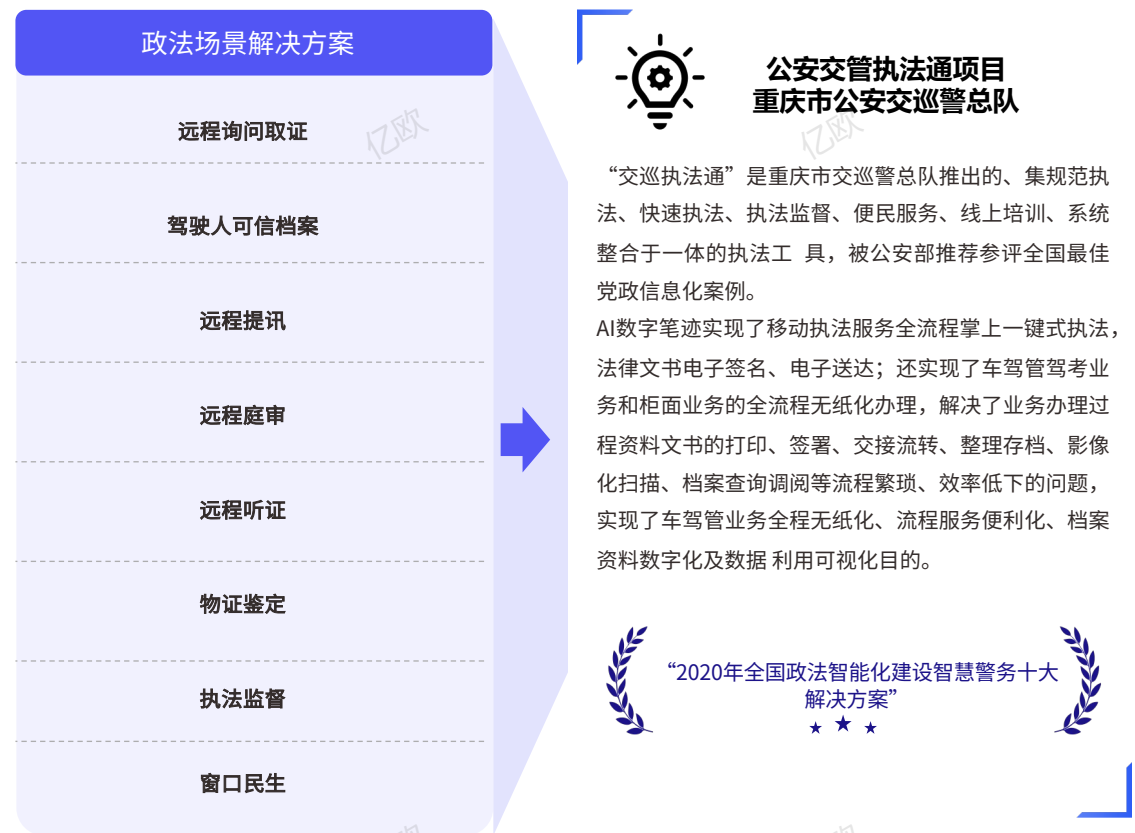 政法场景解决方案
远程询问取证
驾驶人可信档案
远程提讯
远程庭审
远程听证
物证鉴定
执法监督
窗口民生
公安交管执法通项目
重庆市公安交巡警总队
“交巡执法通”是重庆市交巡警总队推出的、集规范执
法、快速执法、执法监督、便民服务、线上培训、系统
整合于一体的执法工 具，被公安部推荐参评全国最佳
党政信息化案例。
AI数字笔迹实现了移动执法服务全流程掌上一键式执法，
法律文书电子签名、电子送达；还实现了车驾管驾考业
务和柜面业务的全流程无纸化办理，解决了业务办理过
程资料文书的打印、签署、交接流转、整理存档、影像
化扫描、档案查询调阅等流程繁琐、效率低下的问题，
实现了车驾管业务全程无纸化、流程服务便利化、档案
资料数字化及数据 利用可视化目的。
“2020年全国政法智能化建设智慧警务十大
解决方案”
亿欧
亿欧